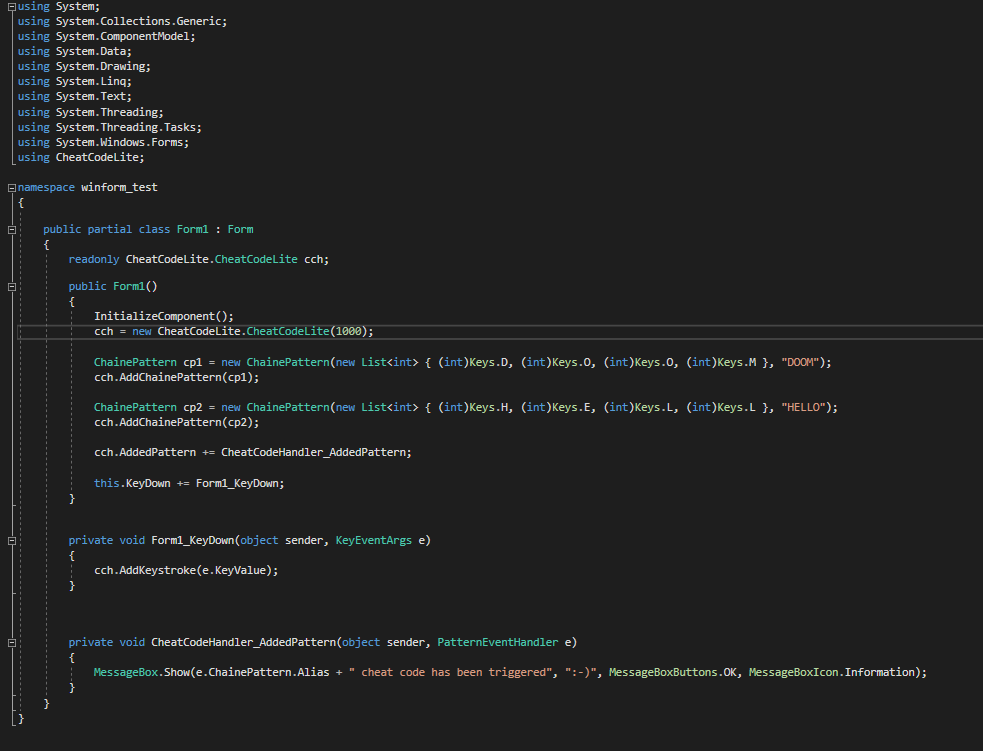 using System;
using System.Collections.Generic;
using System.ComponentModel;
using System.Data;
using System.Drawing;
using System.Linq;
using System.Text;
using System.Threading;
using System.Threading.Tasks;
using System.Windows.Forms;
using CheatCodeLite;
namespace winform_test
{
public partial class Form1 : Form
{
readonly CheatCodeLite.CheatCodeLite cch;
public Form1()
{
InitializeComponent();
cch = new CheatCodeLite.CheatCodeLite(1000);
ChainePattern cp1 = new ChainePattern(new List<int> { (int)Keys.D, (int)Keys.O, (int)Keys.O, (int)Keys.M }, "DOOM");
cch.AddChainePattern(cp1);
ChainePattern cp2 = new ChainePattern(new List<int> { (int)Keys.H, (int)Keys.E, (int)Keys.L, (int)Keys.L }, "HELLO");
cch.AddChainePattern(cp2);
cch.AddedPattern += CheatCodeHandler_AddedPattern;
this.KeyDown += Form1_KeyDown;
}
private void Form1_KeyDown(object sender, KeyEventArgs e)
{
cch.AddKeystroke(e.KeyValue);
}
private void CheatCodeHandler_AddedPattern(object sender, PatternEventHandler e)
{
MessageBox.Show(e.ChainePattern.Alias + " cheat code has been triggered", ":-)", MessageBoxButtons.OK, MessageBoxIcon.Information);
}
}
}